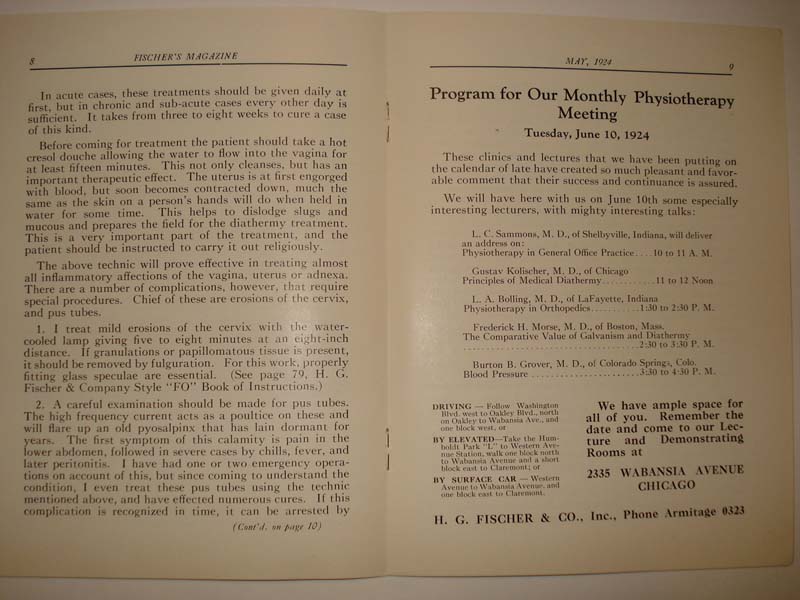 8
FISCHER'S MAGAZINE
In acute cases, these treatments should be given daily at
first, but in chronic and sub-acute cases every other day is
sufficient. It takes from three to eight weeks to cure a case
of this kind.
Before coming for treatment the patient should take a hot
cresol douche allowing the water to flow into the vagina for
at least fifteen minutes. This not only cleanses, but has an
important therapeutic effect. The uterus is at first engorged
with blood, but soon becomes contracted down, much the
same as the skin on a person's hands will do when held in
water for some time. This helps to dislodge slugs and
mucous and prepares the field for the diathermy treatment.
This is a very important part of the treatment, and the
patient should be instructed to carry it out religiously.
The above technic will prove effective in treating almost
all inflammatory affections of the vagina, uterus or adnexa.
There are a number of complications, however, that require
special procedures. Chief of these are erosions of the cervix,
and pus tubes.
1. I treat mild erosions of the cervix with the water-
cooled lamp giving five to eight minutes at an eight-inch
distance. If granulations or papillomatous tissue is present,
it should be removed by fulguration. For this work, properly
fitting glass speculae are essential. (See page 79, H. G.
Fischer & Company Style "FO" Book of Instructions.)
2. A careful examination should be made for pus tubes.
The high frequency current acts as a poultice on these and
will flare up an old pyosalpinx that has lain dormant for
years. The first symptom of this calamity is pain in the
lower abdomen, followed in severe cases by chills, fever, and
later peritonitis. I have had one or two emergency opera-
tions on account of this, but since coming to understand the
condition, I even treat these pus tubes using the technic
mentioned above, and have effected numerous cures. If this
complication is recognized in time, it can be arrested by
(Cont'd. on page 10)
MAY, 1924
9
Program for Our Monthly Physiotherapy
Meeting
Tuesday, June 10, 1924
These clinics and lectures that we have been putting on
the calendar of late have created so much pleasant and favor-
able comment that their success and continuance is assured.
We will have here with us on June 10th some especially
interesting lecturers, with mighty interesting talks:
L. C. Sammons, M. D., of Shelbyville, Indiana, will deliver
an address on:
Physiotherapy in General Office Practice....10 to 11 A. M.
Gustav Kolischer, M. D., of Chicago
Principles of Medical Diathermy............11 to 12 Noon
L. A. Bolling, M. D., of LaFayette, Indiana
Physiotherapy in Orthopedics...........1:30 to 2:30 P. M.
Frederick H. Morse, M. D., of Boston, Mass.
The Comparative Value of Galvanism and Diathermy
........................................2:30 to 3:30 P. M.
Burton B. Grover, M. D., of Colorado Springs, Colo.
Blood Pressure ........................3:30 to 4:30 P. M.
DRIVING — Follow Washington
Blvd. west to Oakley Blvd., north
on Oakley to Wabansia Ave., and
one block west, or
BY ELEVATED—Take the Hum-
boldt Park "L" to Western Ave-
nue Station, walk one block north
to Wabansia Avenue and a short
block east to Claremont; or
BY SURFACE CAR — Western
Avenue to Wabansia Avenue, and
one block east to Claremont.
We have ample space for
all of you. Remember the
date and come to our Lec-
ture and Demonstrating
Rooms at
2335 WABANSIA AVENUE
CHICAGO
H. G. FISCHER & CO., Inc., Phone Armitage 0323